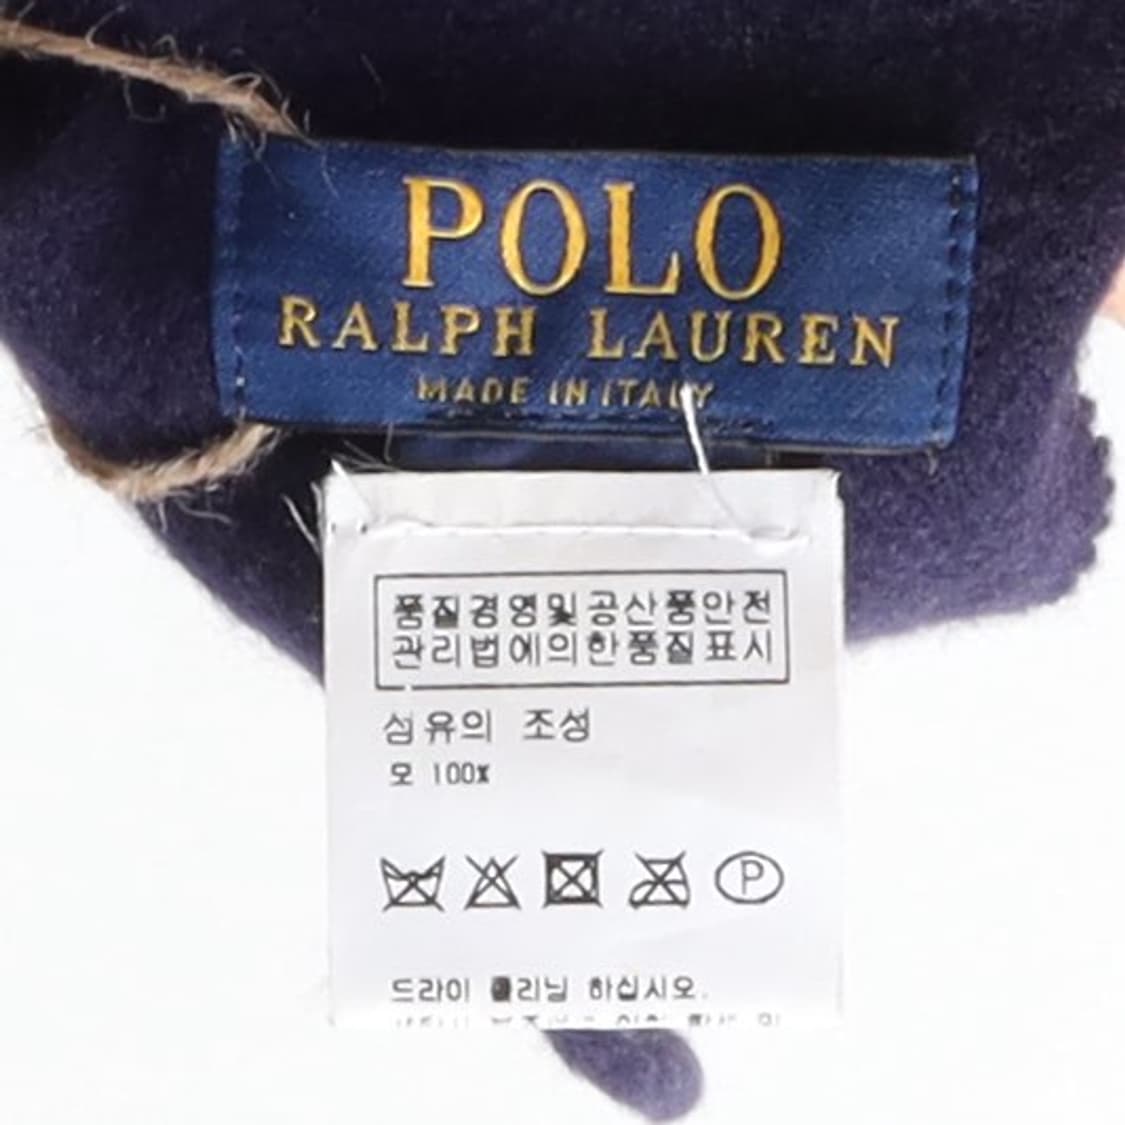 POLO
RALPH LAUREN
MADE IN ITALY
품질경영및공산품안전
관리법에의한품질표시
섬유의 조성
모 100%
P
드라이 클리닝 하십시오.